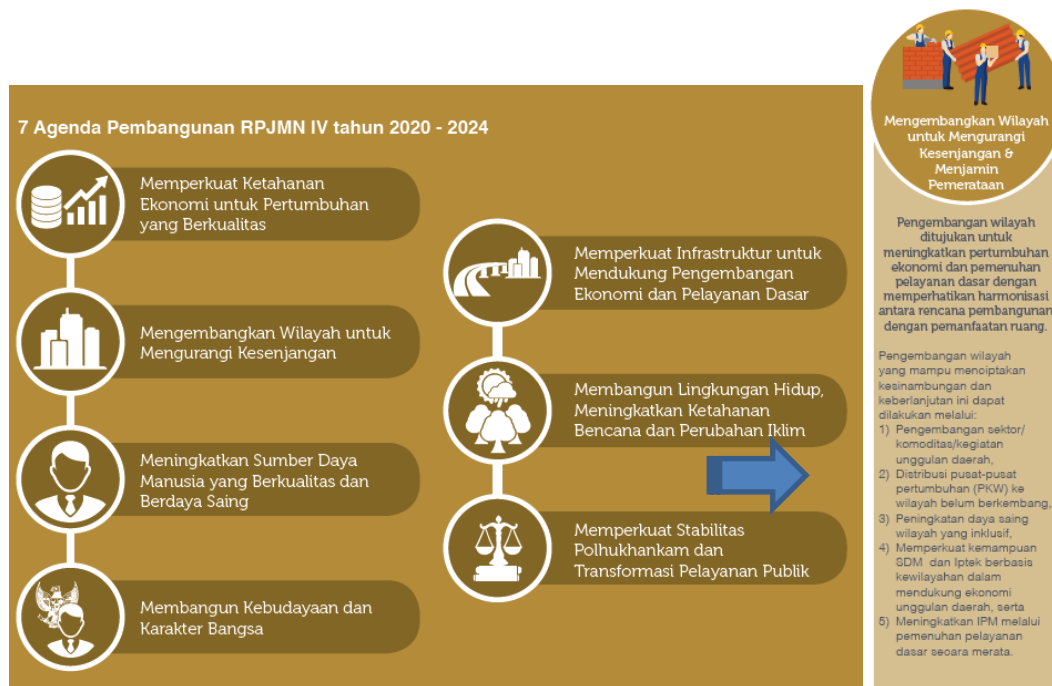 7 Agenda Pembangunan RPJMN IV tahun 2020 - 2024
Memperkuat Ketahanan
Ekonomi untuk Pertumbuhan
yang Berkualitas
Mengembangkan Wilayah untuk
Mengurangi Kesenjangan
Meningkatkan Sumber Daya
Manusia yang Berkualitas dan
Berdaya Saing
Membangun Kebudayaan dan
Karakter Bangsa
Memperkuat Infrastruktur untuk
Mendukung Pengembangan
Ekonomi dan Pelayanan Dasar
Membangun Lingkungan Hidup,
Meningkatkan Ketahanan
Bencana dan Perubahan Iklim
Memperkuat Stabilitas
Polhukhankam dan
Transformasi Pelayanan Publik
Mengembangkan Wilayah
untuk Mengurangi
Kesenjangan &
Menjamin
Pemerataan
Pengembangan wilayah
ditujukan untuk
meningkatkan pertumbuhan
ekonomi dan pemenuhan
pelayanan dasar dengan
memperhatikan harmonisasi
antara rencana pembangunan
dengan pemanfaatan ruang.
Pengembangan wilayah
yang mampu menciptakan
kesinambungan dan
keberlanjutan ini dapat
dilakukan melalui:
1) Pengembangan sektor/
komoditas/kegiatan
unggulan daerah,
2) Distribusi pusat-pusat
pertumbuhan (PKW) ke
wilayah belum berkembang,
3) Peningkatan daya saing
wilayah yang inklusif,
4) Memperkuat kemampuan
SDM dan Iptek berbasis
kewilayahan dalam
mendukung ekonomi
unggulan daerah, serta
5) Meningkatkan IPM melalui
pemenuhan pelayanan
dasar secara merata.